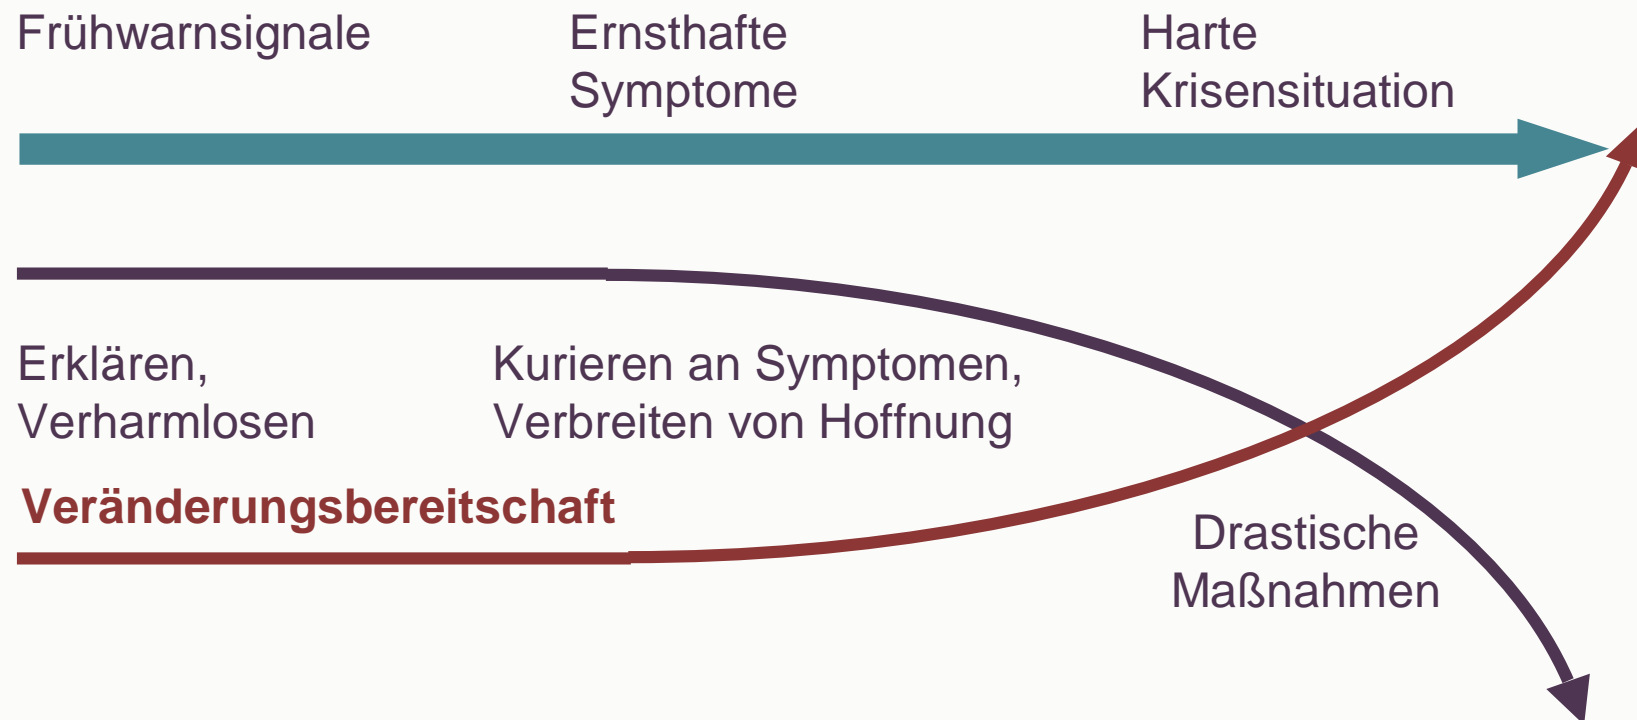 Frühwarnsignale
Ernsthafte
Symptome
Harte
Krisensituation
Erklären,
Verharmlosen
Kurieren an Symptomen,
Verbreiten von Hoffnung
Veränderungsbereitschaft
Drastische
Maßnahmen